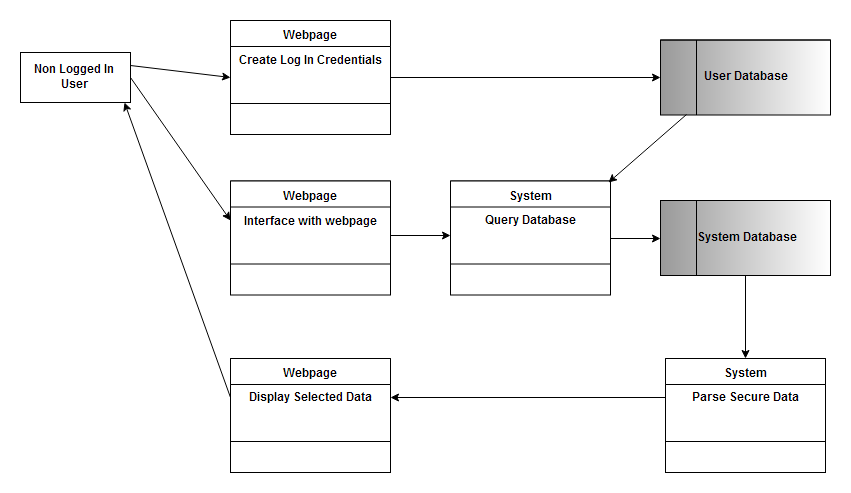 Webpage
Create Log In Credentials
Non Logged In
User
User Database
Webpage
Interface with webpage
System
Query Database
System Database
Webpage
Display Selected Data
System
Parse Secure Data